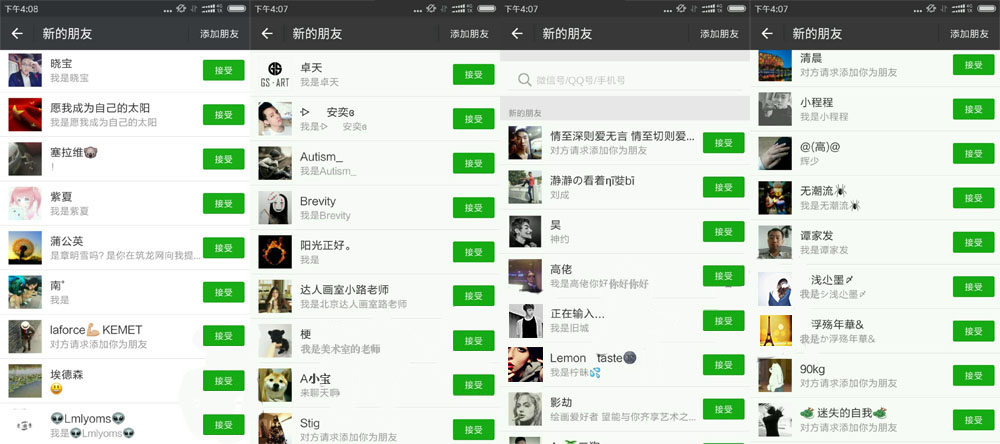 下午4:08
新的朋友
添加朋友
晓宝
我是晓宝
接受
愿我成为自己的太阳
我是愿我成为自己的太阳
接受
塞拉维
!
接受
紫夏
我是紫夏
接受
蒲公英
是章明雪吗? 是你在筑龙网向我提...
接受
南°
我是
接受
laforce💪🏼KEMET
对方请求添加你为朋友
接受
埃德森
😃
接受
👽Lmlyoms👽
我是👽Lmlyoms👽
接受
下午4:07
新的朋友
添加朋友
GS·ART
卓天
我是卓天
接受
安奕ɞ
我是 安奕ɞ
接受
Autism_
我是Autism_
接受
Brevity
我是Brevity
接受
阳光正好。
我是
接受
达人画室小路老师
我是北京达人画室路老师
接受
梗
我是美术室的老师
接受
A小宝
来聊天啊
接受
Stig
对方请求添加你为朋友
接受
下午4:07
新的朋友
添加朋友
微信号/QQ号/手机号
新的朋友
情至深则爱无言 情至切则爱...
对方请求添加你为朋友
接受
瀞瀞の看着
刘成
接受
吴
神约
接受
高佬
我是高佬你好你好你好
接受
正在输入...
我是旧城
接受
Lemon taste🌚
我是柠昧💦
接受
影劫
绘画爱好者 望能与你齐享艺术之...
接受
下午4:07
新的朋友
添加朋友
清晨
对方请求添加你为朋友
接受
小程程
我是小程程
接受
@(高)@
辉少
接受
无潮流🕷
我是无潮流🕷
接受
谭家发
我是谭家发
接受
浅尐墨〆
我是シ浅尐墨〆
接受
浮殇年華&
我是か浮殇年華&
接受
90kg
对方请求添加你为朋友
接受
🐲迷失的自我🐲
对方请求添加你为朋友
接受